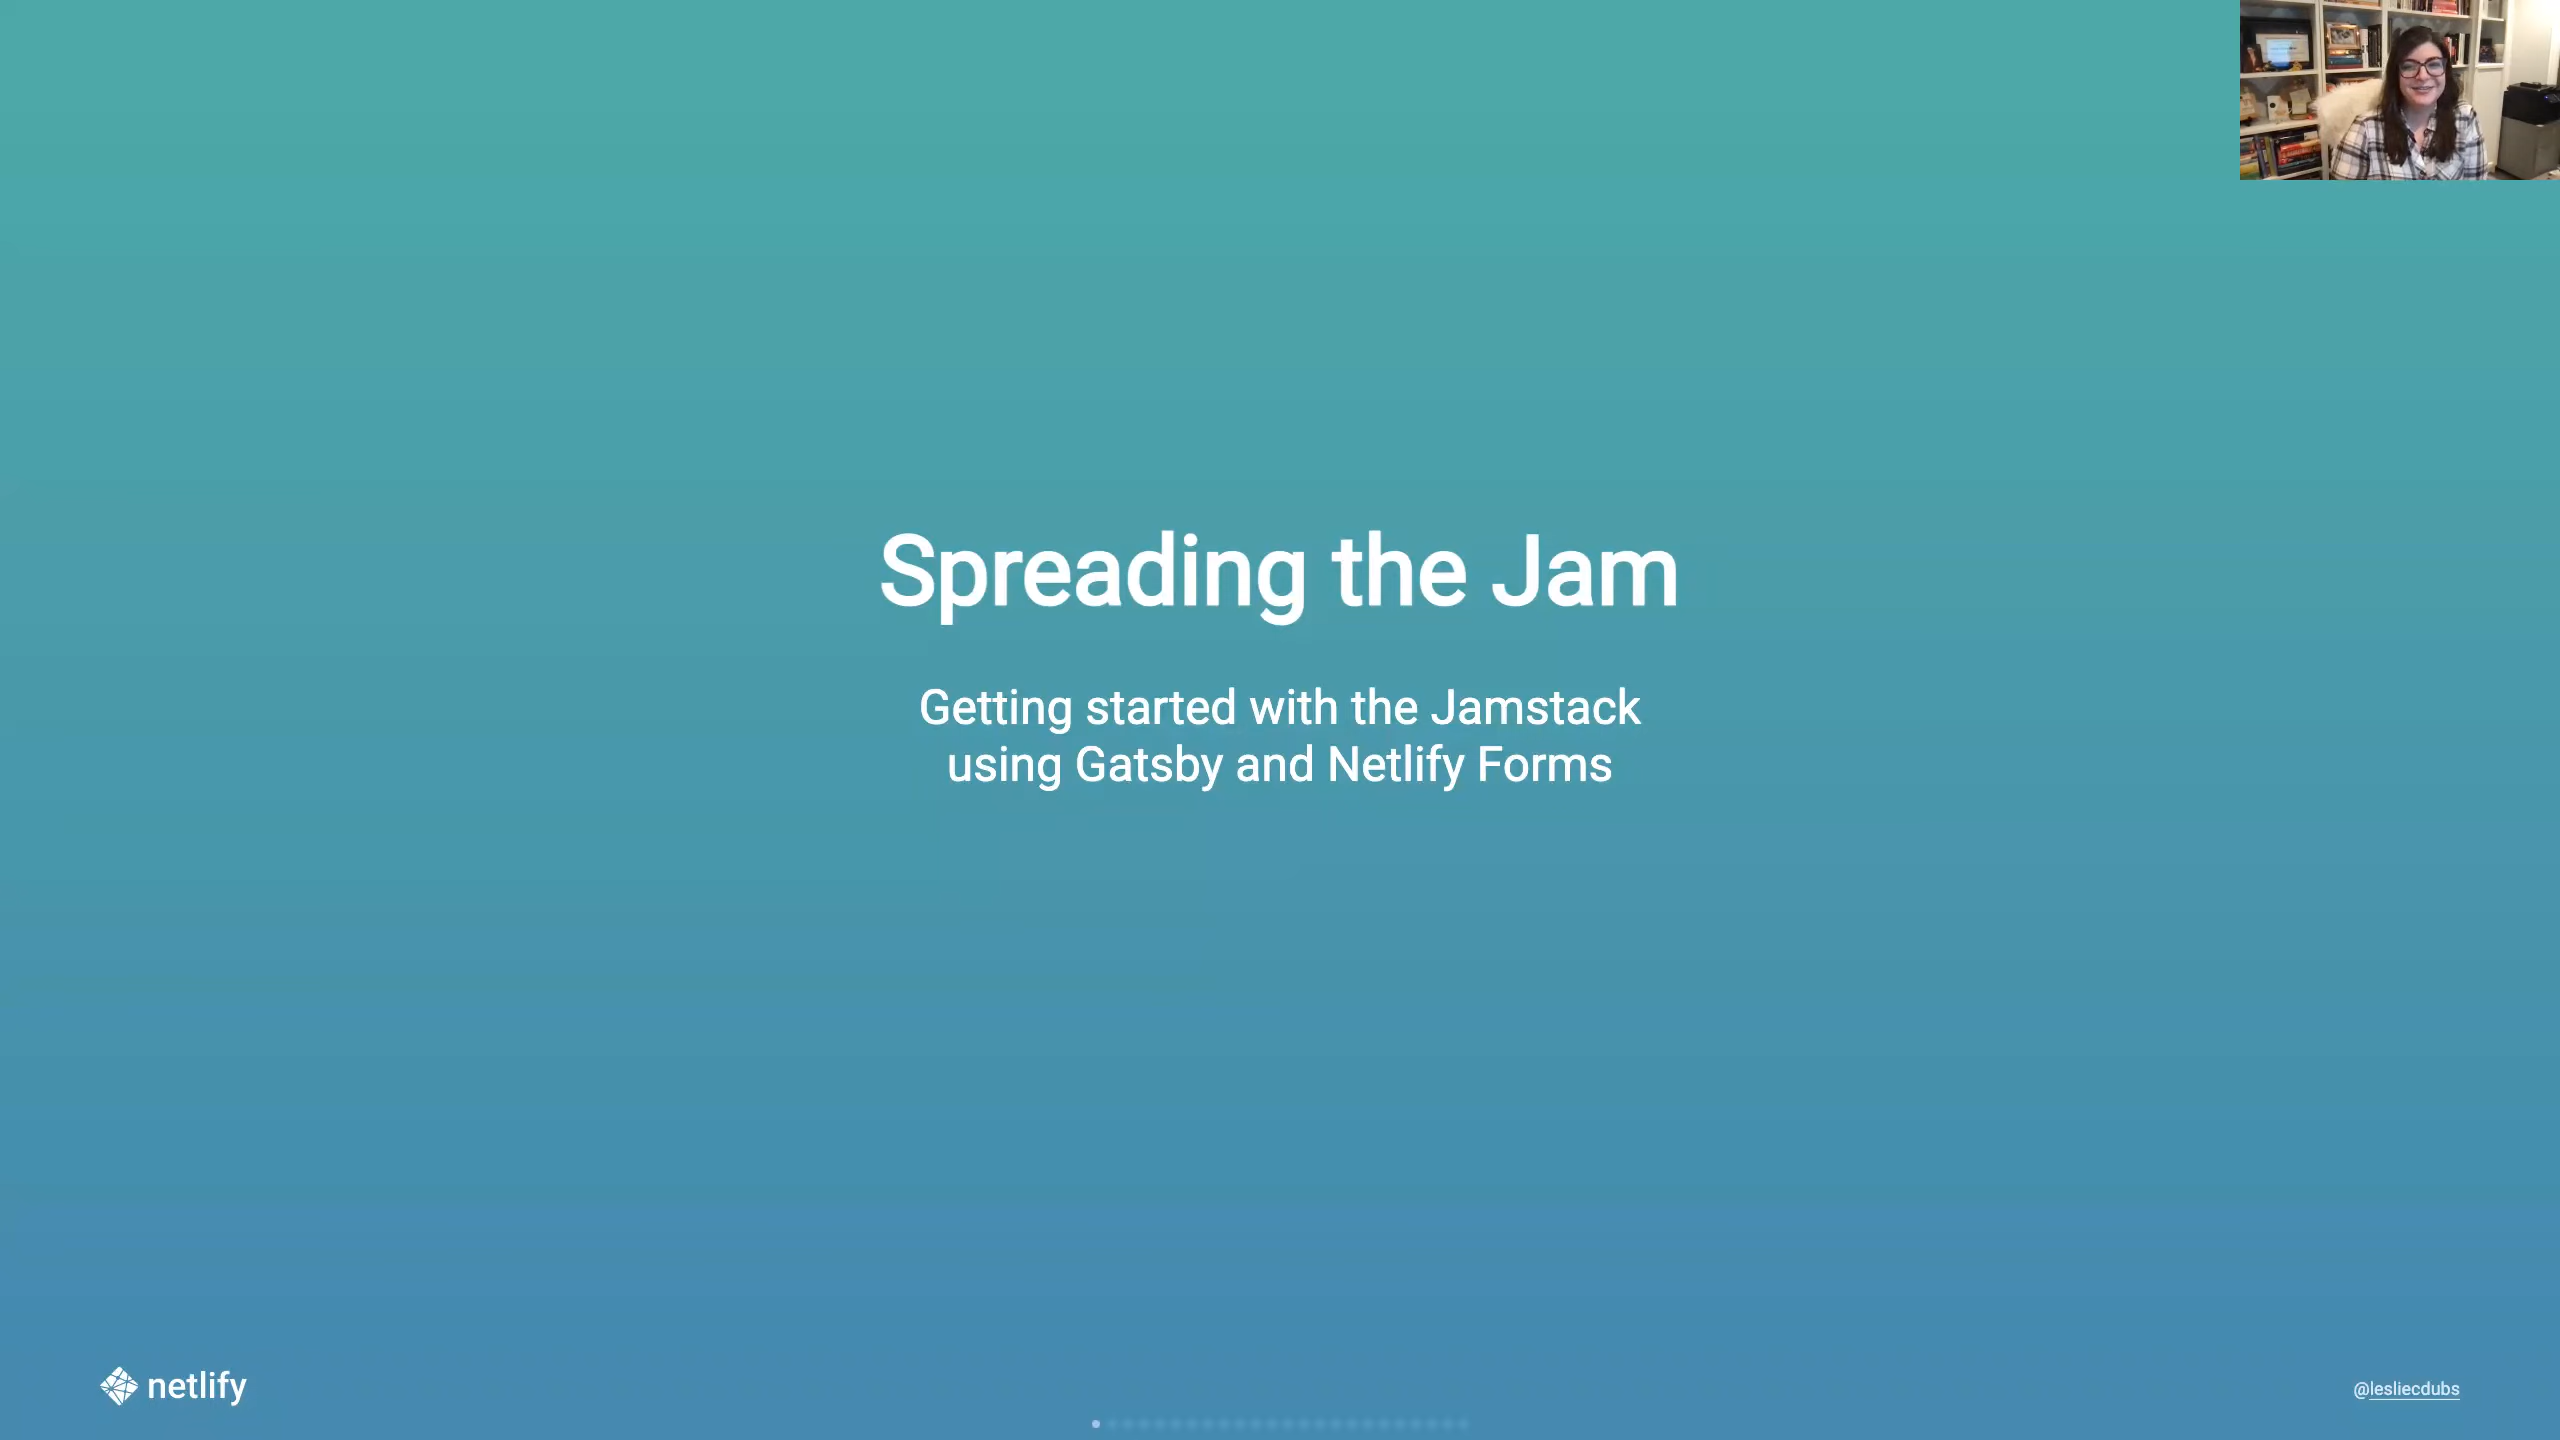 Spreading the Jam
Getting started with the Jamstack
using Gatsby and Netlify Forms
netlify
@lesliecdubs